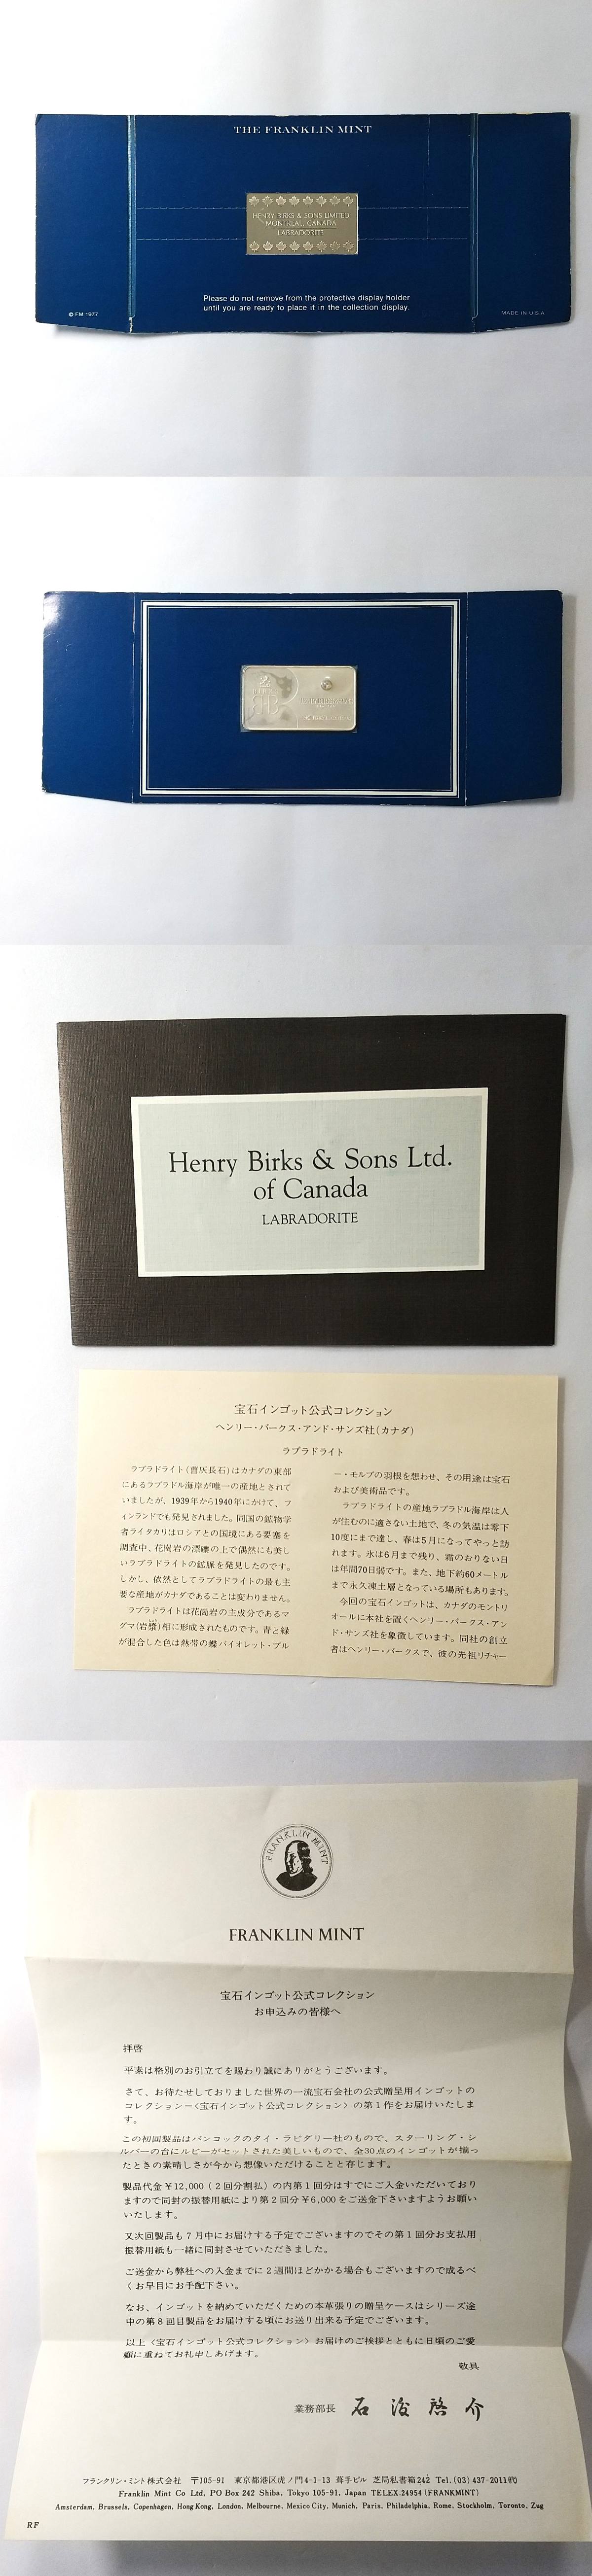 THE FRANKLIN MINT
HENRY BIRKS & SONS LIMITED
MONTREAL, CANADA
LABRADORITE
Please do not remove from the protective display holder
until you are ready to place it in the collection display.
© FM 1977
MADE IN U.S.A.
BIRKS
Henry Birks & Sons Ltd.
of Canada
LABRADORITE
宝石インゴット公式コレクション
ヘンリー・バークス・アンド・サンズ社(カナダ)
ラブラドライト
ラブラドライト(曹灰長石)はカナダの東部
にあるラブラドル海岸が唯一の産地とされて
いましたが、1939年から1940年にかけて、フ
ィンランドでも発見されました。同国の鉱物学
者ライタカリはロシアとの国境にある要塞を
調査中、花崗岩の漂礫の上で偶然にも美し
いラブラドライトの鉱脈を発見したのです。
しかし、依然としてラブラドライトの最も主
要な産地がカナダであることは変わりません。
ラブラドライトは花崗岩の主成分であるマ
グマ(岩漿)相に形成されたものです。青と緑
が混合した色は熱帯の蝶バイオレット・ブル
ー・モルブの羽根を想わせ、その用途は宝石
および美術品です。
ラブラドライトの産地ラブラドル海岸は人
が住むのに適さない土地で、冬の気温は零下
10度にまで達し、春は5月になってやっと訪
れます。氷は6月まで残り、霜のおりない日
は年間70日弱です。また、地下約60メートル
まで永久凍土層となっている場所もあります。
今回の宝石インゴットは、カナダのモントリ
オールに本社を置くヘンリー・バークス・アン
ド・サンズ社を象徴しています。同社の創立
者はヘンリー・バークスで、彼の先祖リチャー
FRANKLIN MINT
FRANKLIN MINT
宝石インゴット公式コレクション
お申込みの皆様へ
拝啓
平素は格別のお引立てを賜わり誠にありがとうございます。
さて、お待たせしておりました世界の一流宝石会社の公式贈呈用インゴットの
コレクション=〈宝石インゴット公式コレクション〉の第1作をお届けいたしま
す。
この初回製品はバンコックのタイ・ラピダリー社のもので、スターリング・シ
ルバーの台にルビーがセットされた美しいもので、全30点のインゴットが揃っ
たときの素晴しさが今から想像いただけることと存じます。
製品代金¥12,000(2回分割払)の内第1回分はすでにご入金いただいており
ますので同封の振替用紙により第2回分¥6,000をご送金下さいますようお願い
いたします。
又次回製品も7月中にお届けする予定でございますのでその第1回分お支払用
振替用紙も一緒に同封させていただきました。
ご送金から弊社への入金までに2週間ほどかかる場合もございますので成るべ
くお早目にお手配下さい。
なお、インゴットを納めていただくための本革張りの贈呈ケースはシリーズ途
中の第8回目製品をお届けする頃にお送り出来る予定でございます。
以上〈宝石インゴット公式コレクション〉お届けのご挨拶とともに日頃のご愛
顧に重ねてお礼申しあげます。
敬具
業務部長 石 浚 啓 介
フランクリン・ミント株式会社 〒105-91 東京都港区虎ノ門4-1-13 葺手ビル 芝局私書箱242 Tel.(03)437-2011㈹
Franklin Mint Co Ltd, PO Box 242 Shiba, Tokyo 105-91, Japan TELEX.24954 (FRANKMINT)
Amsterdam, Brussels, Copenhagen, Hong Kong, London, Melbourne, Mexico City, Munich, Paris, Philadelphia, Rome, Stockholm, Toronto, Zug
RF